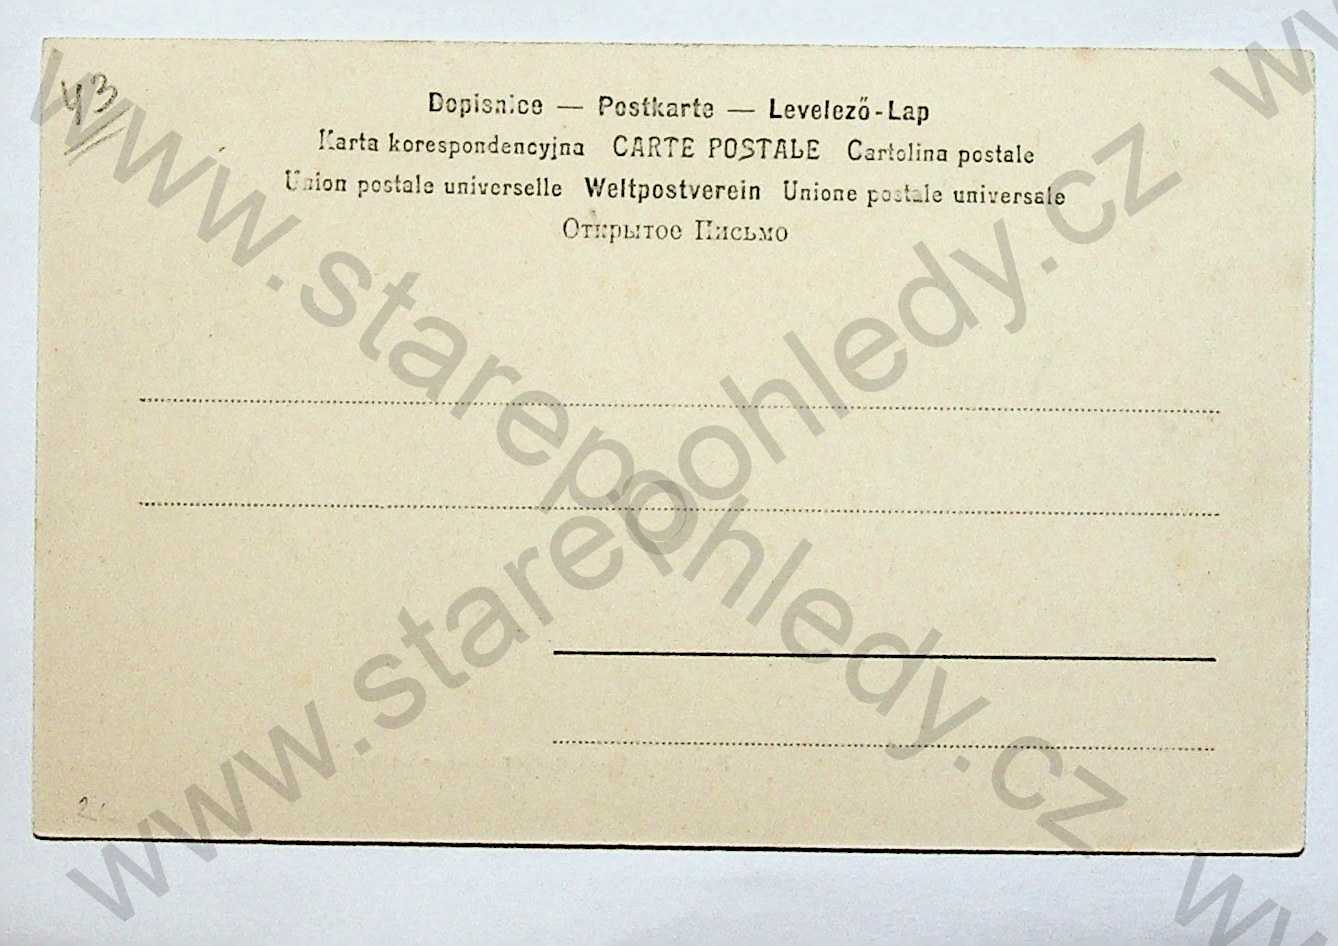 43
Dopisnice — Postkarte — Levelező-Lap
Karta korespondencyjna CARTE POSTALE Cartolina postale
Union postale universelle Weltpostverein Unione postale universale
Открытое Письмо
www.starepohledy.cz
www.starepohledy.cz